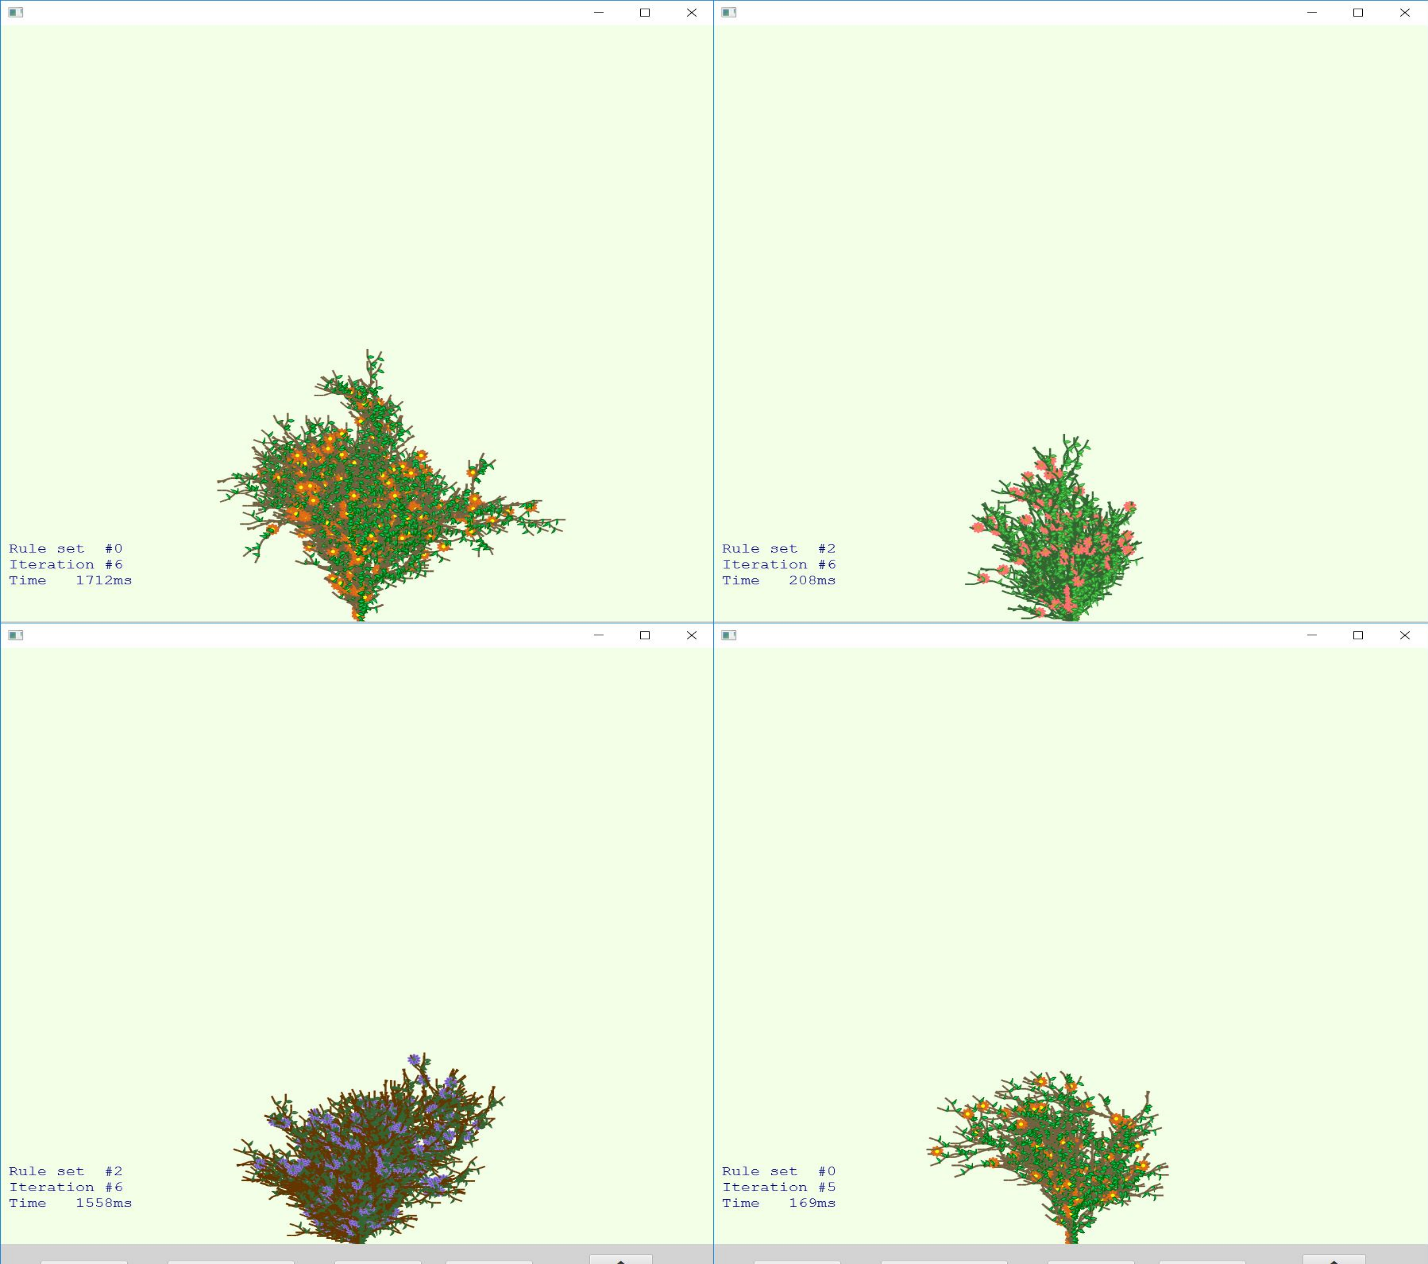 Rule set #0
Iteration #6
Time 1712ms
Rule set #2
Iteration #6
Time 208ms
Rule set #2
Iteration #6
Time 1558ms
Rule set #0
Iteration #5
Time 169ms